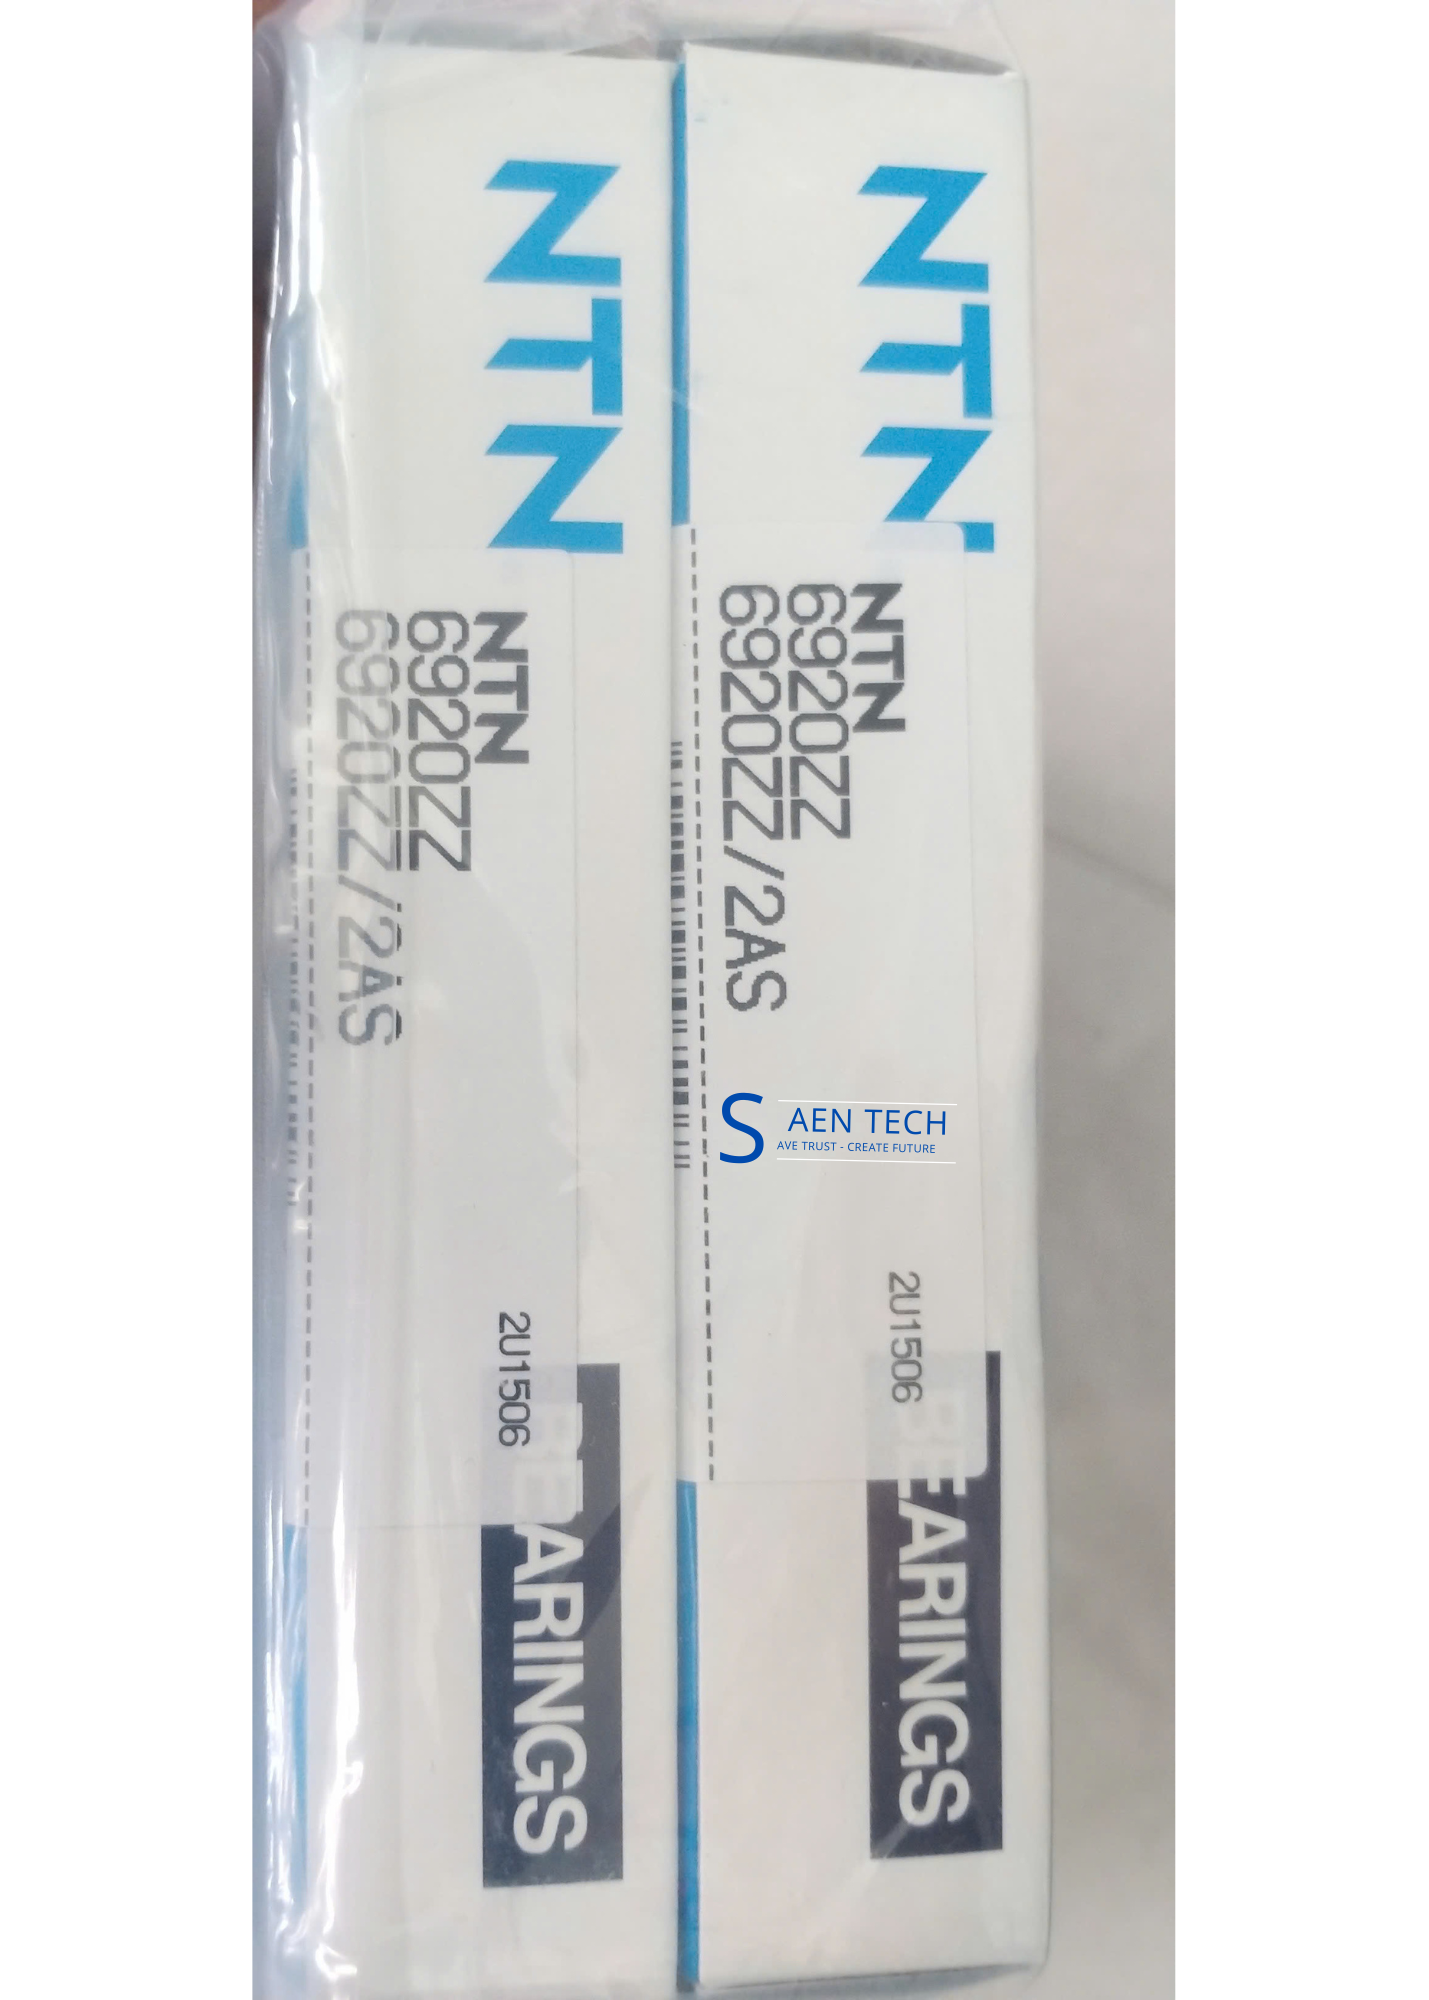 NTN
NTN
6920ZZ
6920ZZ/2AS
2U1506
BEARINGS
NTN
NTN
6920ZZ
6920ZZ/2AS
2U1506
BEARINGS
SAEN TECH
SAVE TRUST - CREATE FUTURE